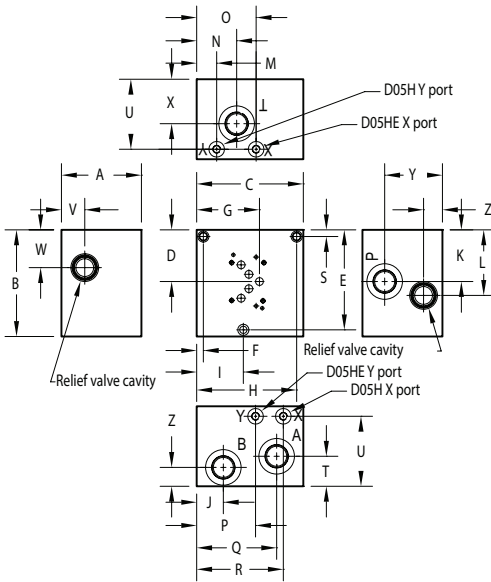 O
N
M
D05H Y port
D05HE X port
X
U
T
Y
X
A
V
C
G
Y
Z
W
B
D
S
E
P
K
L
Relief valve cavity
F
I
H
Relief valve cavity
D05HE Y port
D05H X port
Y
X
B
A
Z
U
T
J
P
Q
R